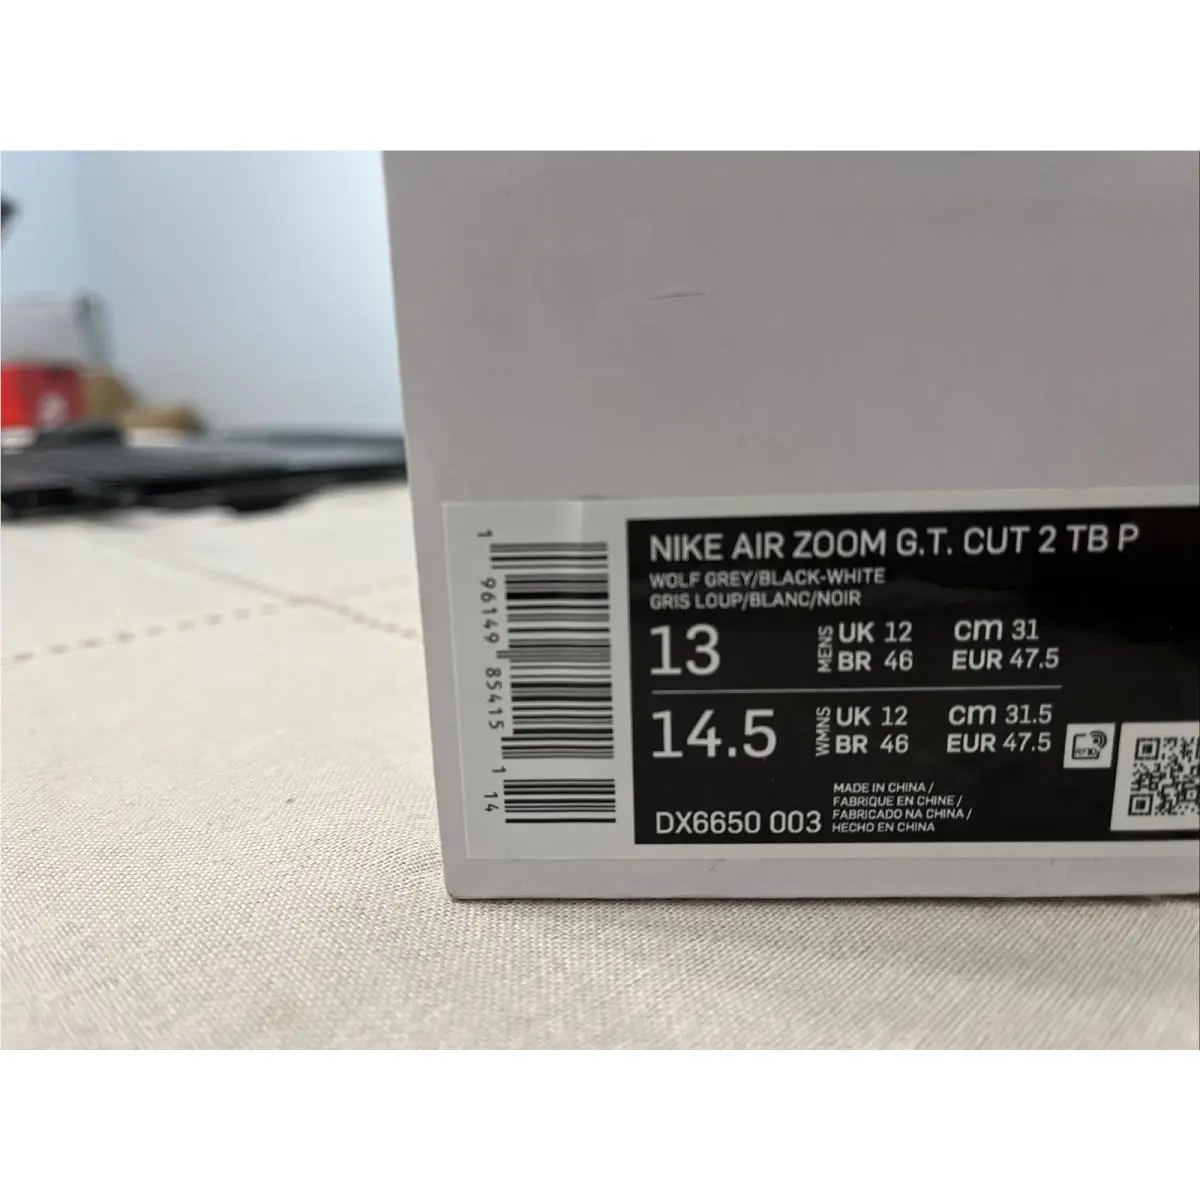 NIKE AIR ZOOM G.T. CUT 2 TB P
WOLF GREY/BLACK-WHITE
GRIS LOUP/BLANC/NOIR
13 MENS UK 12 CM 31
BR 46 EUR 47.5
14.5 WMNS UK 12 CM 31.5
BR 46 EUR 47.5
RFID
DX6650 003
MADE IN CHINA /
FABRIQUE EN CHINE /
FABRICADO NA CHINA /
HECHO EN CHINA
1 96149 85415 1 14